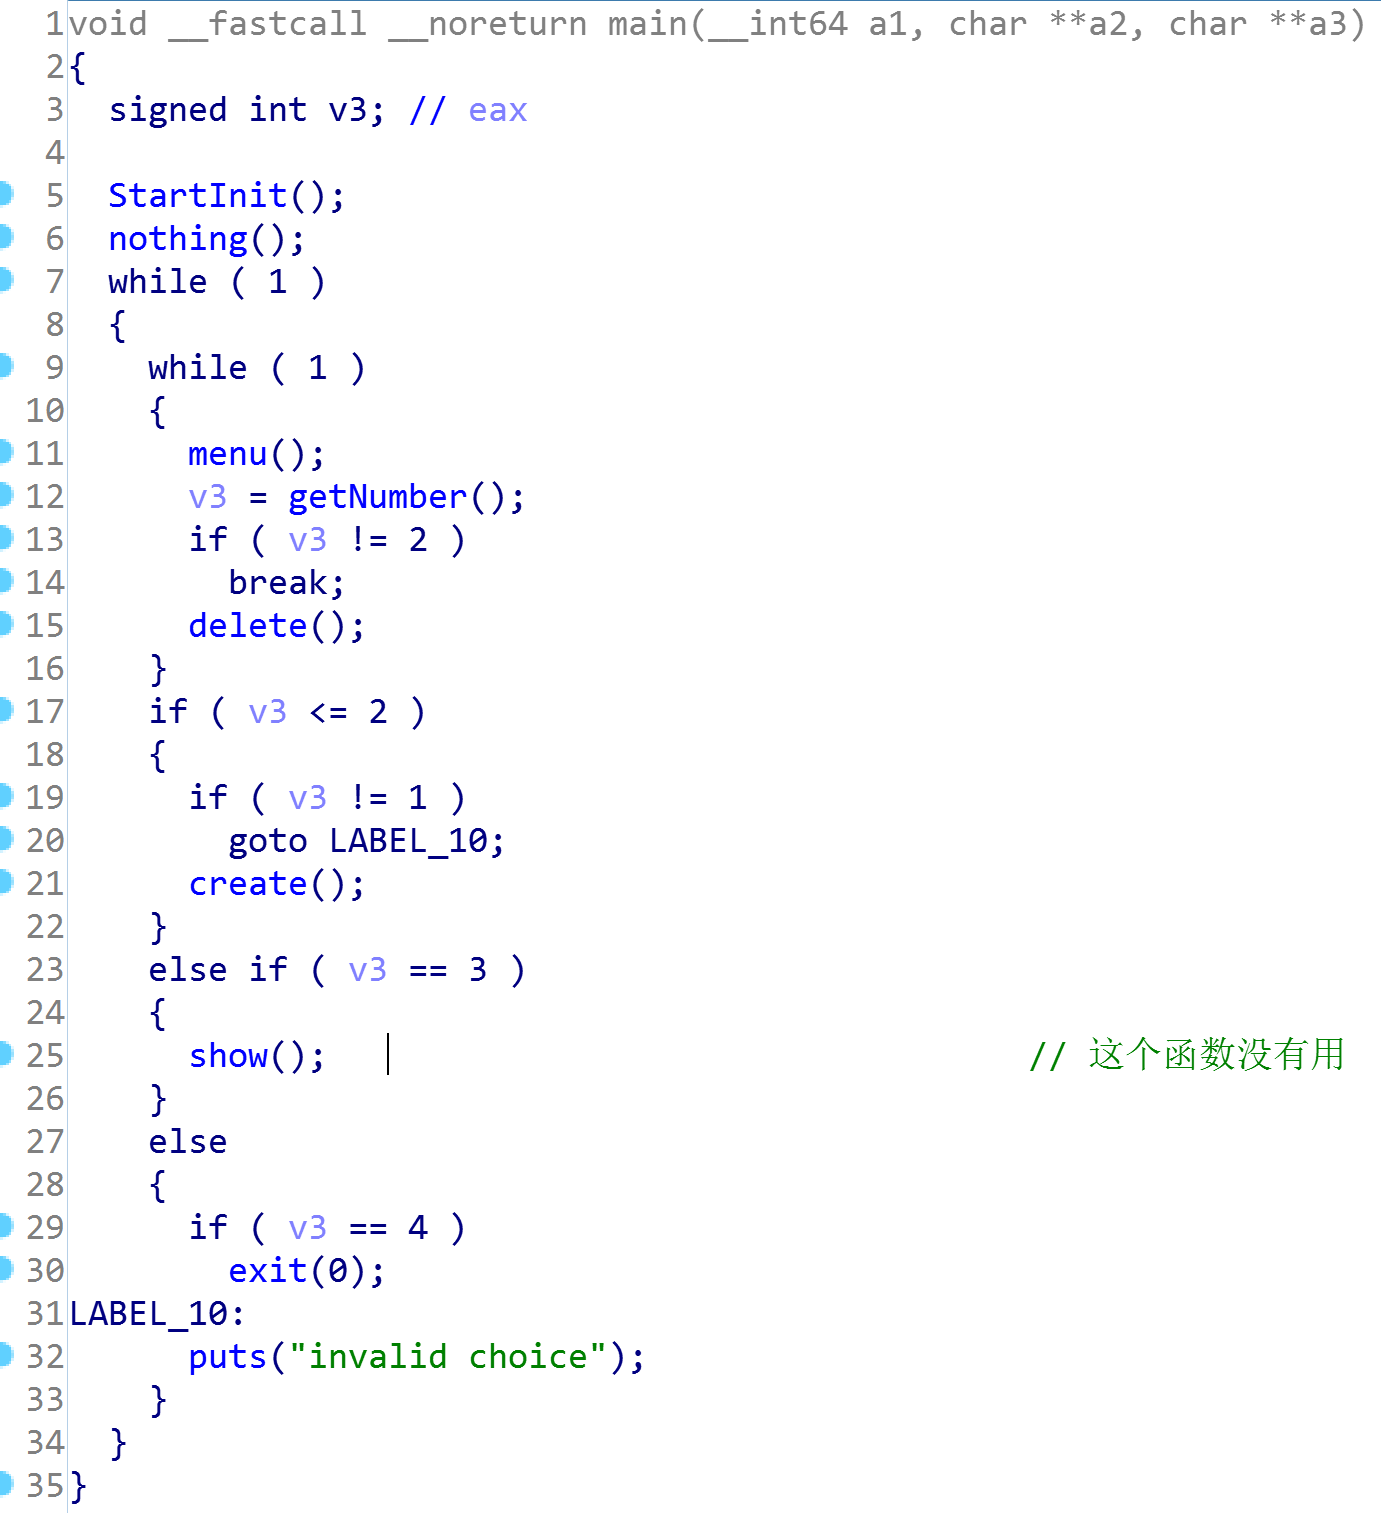 1 void __fastcall __noreturn main(__int64 a1, char **a2, char **a3)
2 {
3   signed int v3; // eax
4
5   StartInit();
6   nothing();
7   while ( 1 )
8   {
9     while ( 1 )
10     {
11       menu();
12       v3 = getNumber();
13       if ( v3 != 2 )
14         break;
15       delete();
16     }
17     if ( v3 <= 2 )
18     {
19       if ( v3 != 1 )
20         goto LABEL_10;
21       create();
22     }
23     else if ( v3 == 3 )
24     {
25       show(); // 这个函数没有用
26     }
27     else
28     {
29       if ( v3 == 4 )
30         exit(0);
31 LABEL_10:
32       puts("invalid choice");
33     }
34   }
35 }